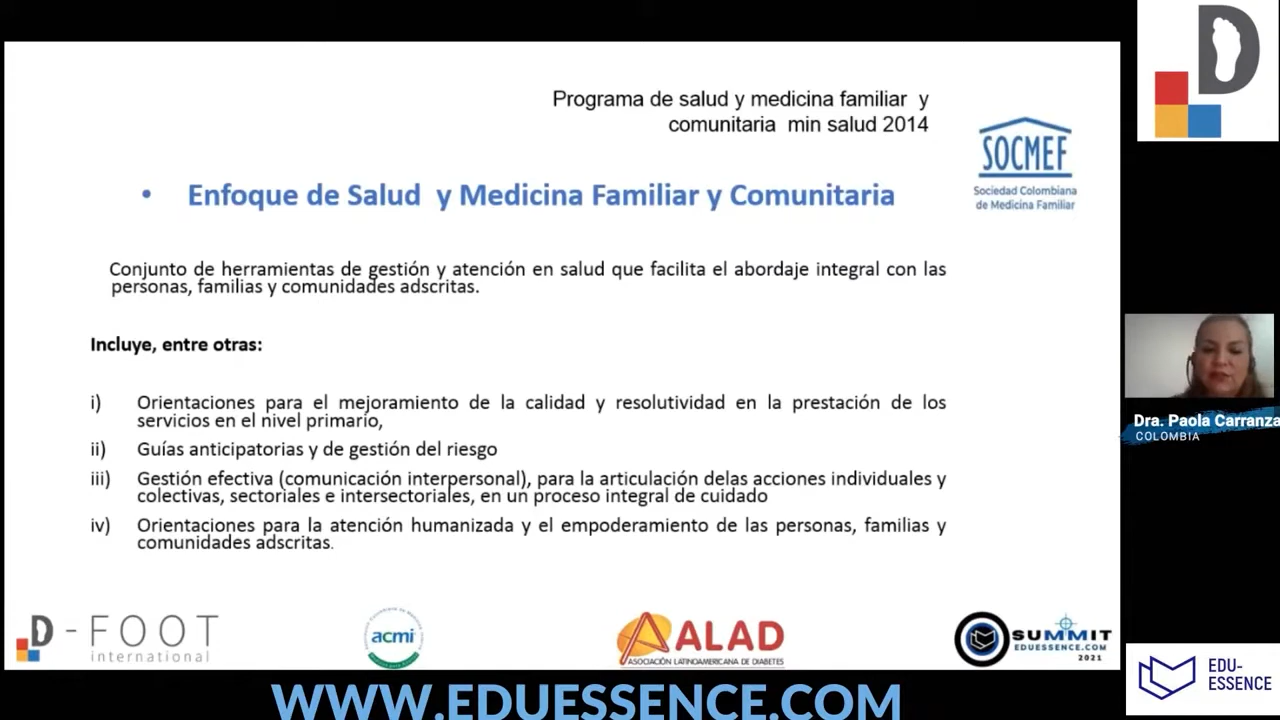 Programa de salud y medicina familiar y
comunitaria min salud 2014
SOCMEF
Sociedad Colombiana
de Medicina Familiar
• Enfoque de Salud y Medicina Familiar y Comunitaria
Conjunto de herramientas de gestión y atención en salud que facilita el abordaje integral con las
personas, familias y comunidades adscritas.
Incluye, entre otras:
i) Orientaciones para el mejoramiento de la calidad y resolutividad en la prestación de los
servicios en el nivel primario,
ii) Guías anticipatorias y de gestión del riesgo
iii) Gestión efectiva (comunicación interpersonal), para la articulación delas acciones individuales y
colectivas, sectoriales e intersectoriales, en un proceso integral de cuidado
iv) Orientaciones para la atención humanizada y el empoderamiento de las personas, familias y
comunidades adscritas.
D
Dra. Paola Carranza
COLOMBIA
D - FOOT
international
acmi
ALAD
ASOCIACIÓN LATINOAMERICANA DE DIABETES
SUMMIT
EDUESSENCE.COM
2021
EDU-
ESSENCE
WWW.EDUESSENCE.COM